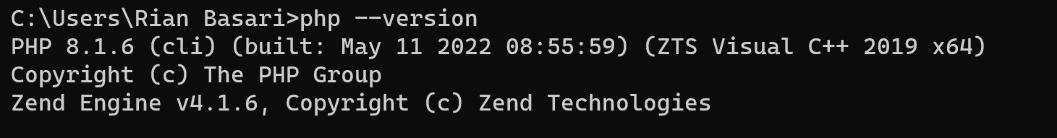 C:\Users\Rian Basari>php --version
PHP 8.1.6 (cli) (built: May 11 2022 08:55:59) (ZTS Visual C++ 2019 x64)
Copyright (c) The PHP Group
Zend Engine v4.1.6, Copyright (c) Zend Technologies